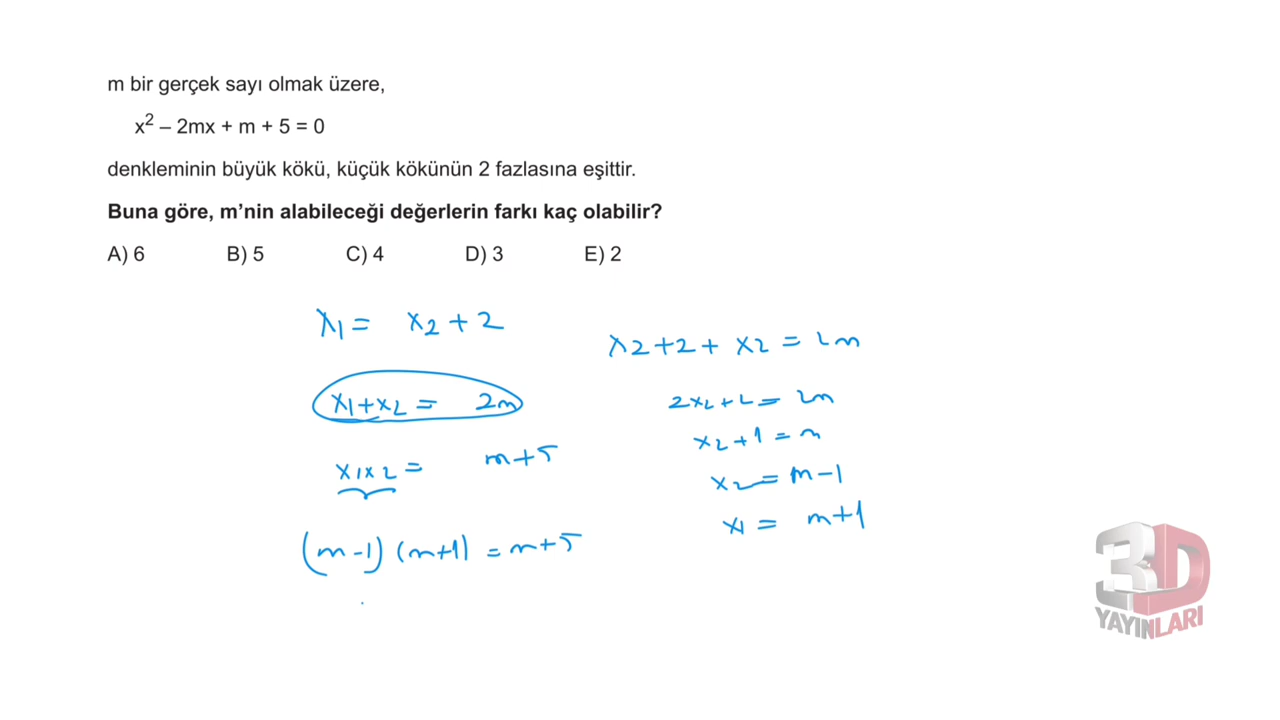 m bir gerçek sayı olmak üzere,
x² – 2mx + m + 5 = 0
denkleminin büyük kökü, küçük kökünün 2 fazlasına eşittir.
Buna göre, m’nin alabileceği değerlerin farkı kaç olabilir?
A) 6 B) 5 C) 4 D) 3 E) 2
x₁ = x₂ + 2
x₁+x₂ = 2m
x₁x₂ = m+5
(m-1) (m+1) = m+5
x₂+2+ x₂ = 2m
2x₂+2 = 2m
x₂+1 = m
x₂ = m-1
x₁ = m+1
3D
YAYINLARI